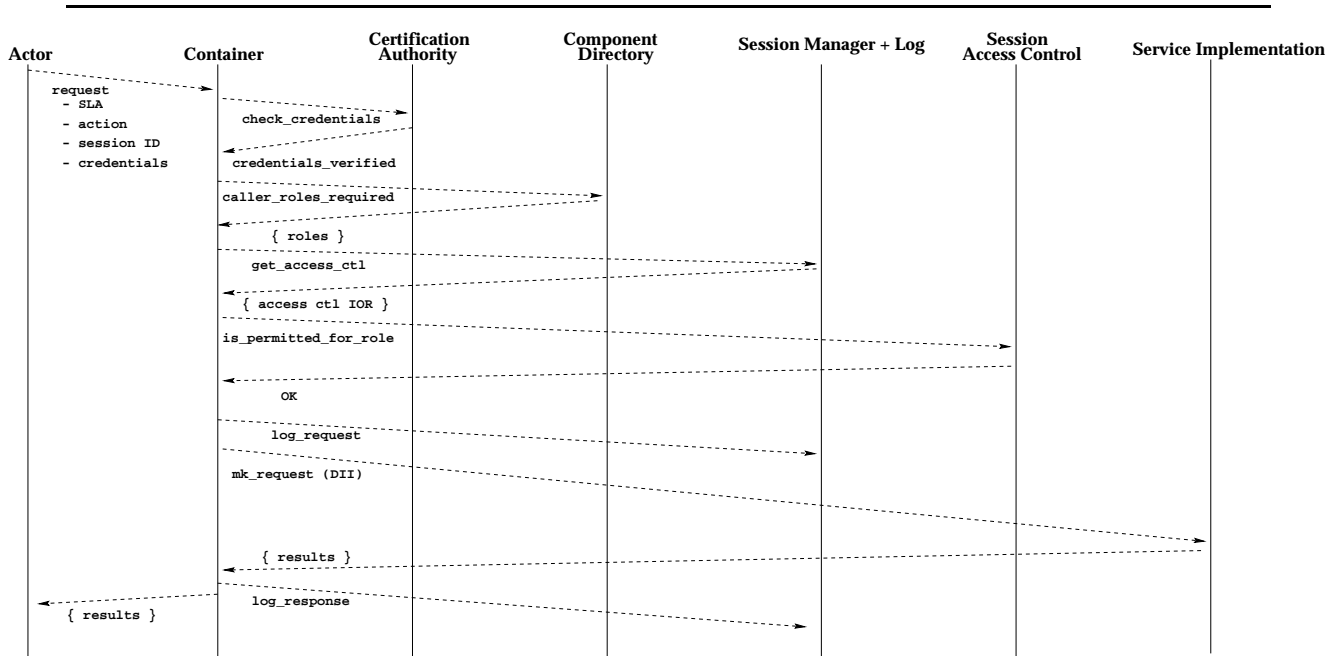 Actor
Container
Certification
Authority
Component
Directory
Session Manager + Log
Session
Access Control
Service Implementation
request
- SLA
- action
- session ID
- credentials
check_credentials
credentials_verified
caller_roles_required
{ roles }
get_access_ctl
{ access ctl IOR }
is_permitted_for_role
OK
log_request
mk_request (DII)
{ results }
log_response
{ results }